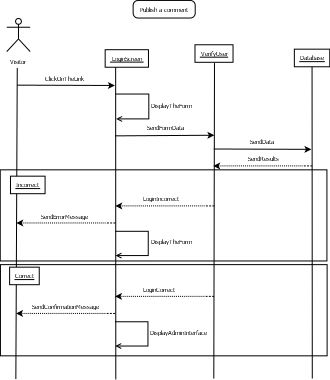 Publish a comment
Visitor
LoginScreen
VerifyUser
Database
ClickOnTheLink
DisplayTheForm
SendFormData
SendData
SendResults
Incorrect
LoginIncorrect
SendErrorMessage
DisplayTheForm
Correct
LoginCorrect
SendConfirmationMessage
DisplayAdminInterface